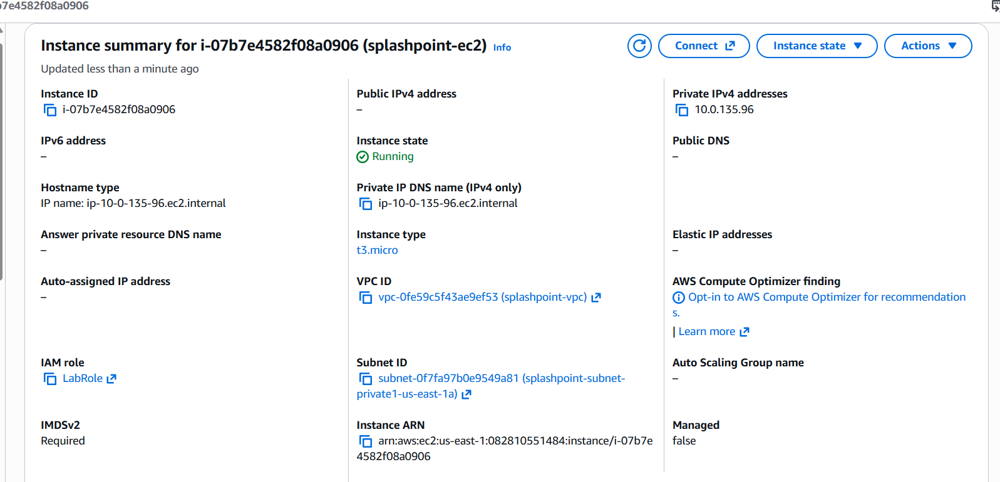 7e4582f08a0906
Instance summary for i-07b7e4582f08a0906 (splashpoint-ec2) Info
Connect
Instance state
Actions
Updated less than a minute ago
Instance ID
i-07b7e4582f08a0906
Public IPv4 address
–
Private IPv4 addresses
10.0.135.96
IPv6 address
–
Instance state
Running
Public DNS
–
Hostname type
IP name: ip-10-0-135-96.ec2.internal
Private IP DNS name (IPv4 only)
ip-10-0-135-96.ec2.internal
Answer private resource DNS name
–
Instance type
t3.micro
Elastic IP addresses
–
Auto-assigned IP address
–
VPC ID
vpc-0fe59c5f43ae9ef53 (splashpoint-vpc)
AWS Compute Optimizer finding
Opt-in to AWS Compute Optimizer for recommendation
s.
| Learn more
IAM role
LabRole
Subnet ID
subnet-0f7fa97b0e9549a81 (splashpoint-subnet-
private1-us-east-1a)
Auto Scaling Group name
–
IMDSv2
Required
Instance ARN
arn:aws:ec2:us-east-1:082810551484:instance/i-07b7e
4582f08a0906
Managed
false